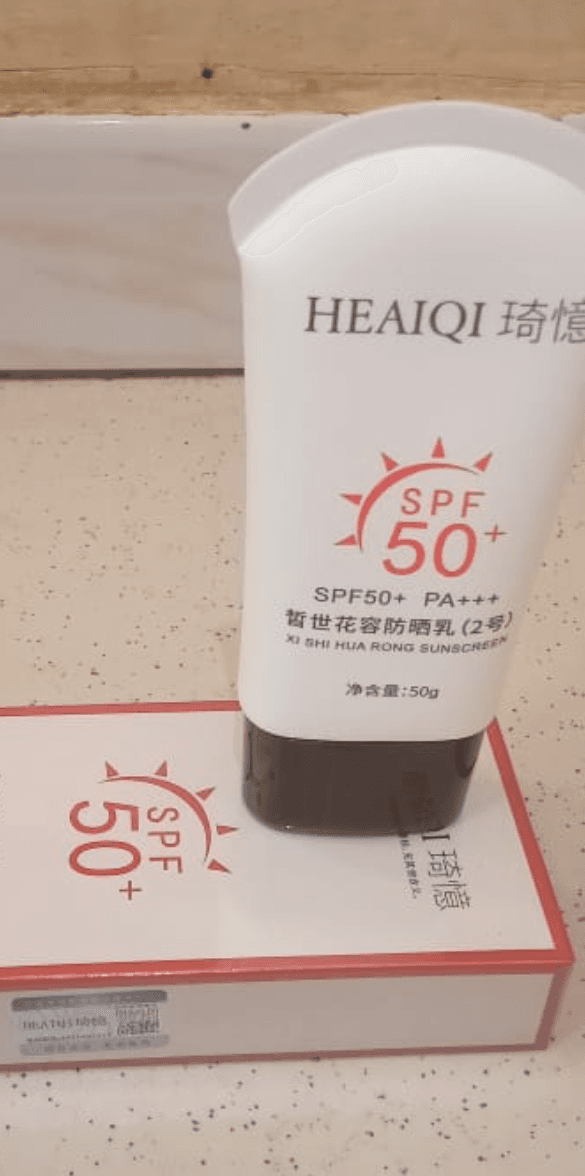 HEAIQI 琦憶
SPF
50+
SPF50+ PA+++
皙世花容防晒乳(2号)
XI SHI HUA RONG SUNSCREEN
净含量:50g
SPF
50+
琦憶